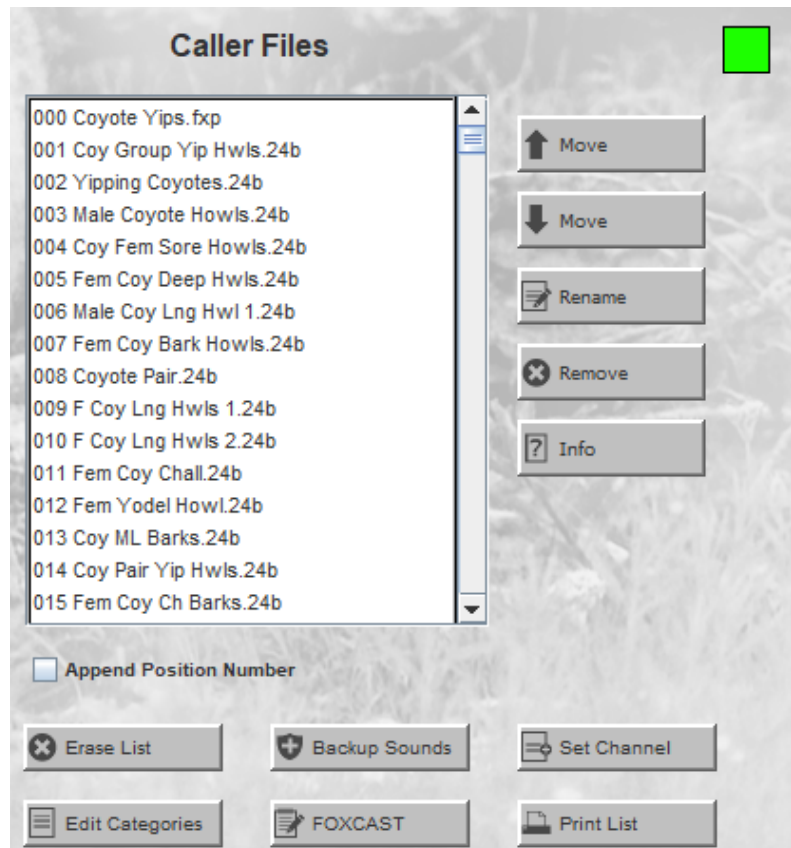 Caller Files
000 Coyote Yips.fxp
001 Coy Group Yip Hwls.24b
002 Yipping Coyotes.24b
003 Male Coyote Howls.24b
004 Coy Fem Sore Howls.24b
005 Fem Coy Deep Hwls.24b
006 Male Coy Lng Hwl 1.24b
007 Fem Coy Bark Howls.24b
008 Coyote Pair.24b
009 F Coy Lng Hwls 1.24b
010 F Coy Lng Hwls 2.24b
011 Fem Coy Chall.24b
012 Fem Yodel Howl.24b
013 Coy ML Barks.24b
014 Coy Pair Yip Hwls.24b
015 Fem Coy Ch Barks.24b
Move
Move
Rename
Remove
? Info
Append Position Number
Erase List
Backup Sounds
Set Channel
Edit Categories
FOXCAST
Print List